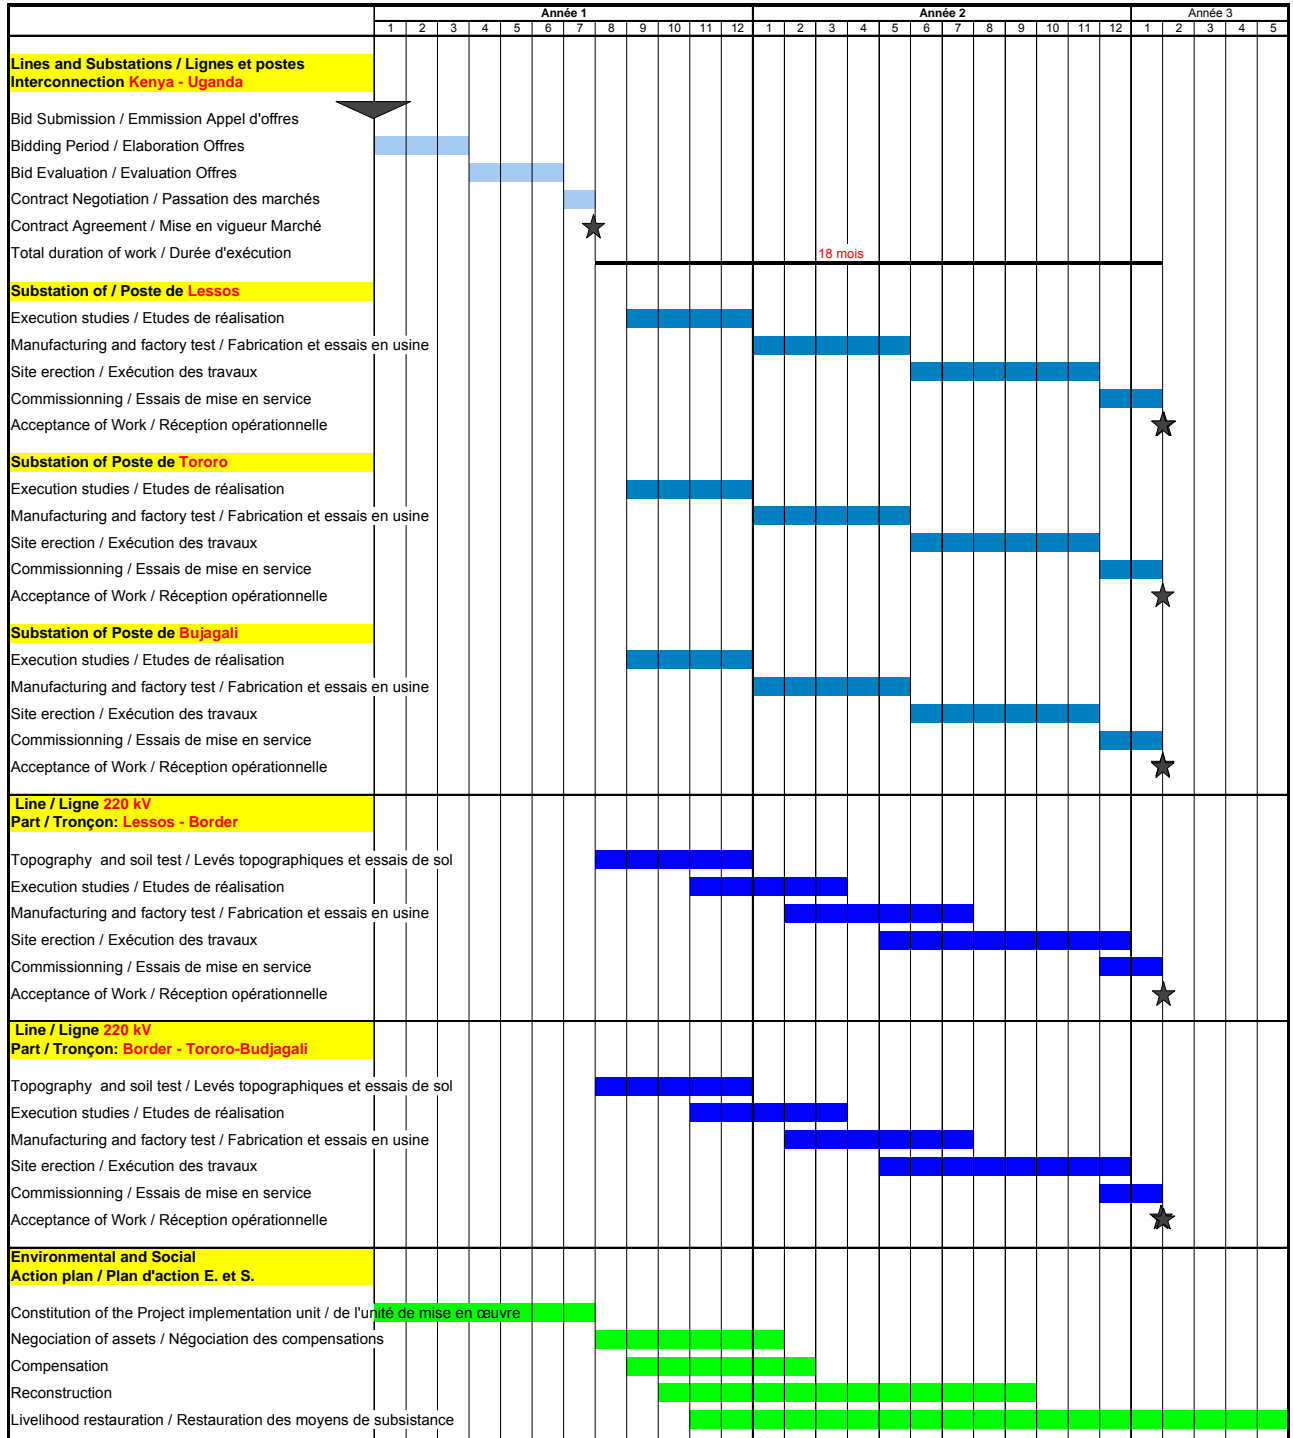 Année 1 Année 2 Année 3
1 2 3 4 5 6 7 8 9 10 11 12 1 2 3 4 5 6 7 8 9 10 11 12 1 2 3 4 5
Lines and Substations / Lignes et postes
Interconnection Kenya - Uganda
Bid Submission / Emmission Appel d'offres
Bidding Period / Elaboration Offres
Bid Evaluation / Evaluation Offres
Contract Negotiation / Passation des marchés
Contract Agreement / Mise en vigueur Marché
Total duration of work / Durée d'exécution 18 mois
Substation of / Poste de Lessos
Execution studies / Etudes de réalisation
Manufacturing and factory test / Fabrication et essais en usine
Site erection / Exécution des travaux
Commissionning / Essais de mise en service
Acceptance of Work / Réception opérationnelle
Substation of Poste de Tororo
Execution studies / Etudes de réalisation
Manufacturing and factory test / Fabrication et essais en usine
Site erection / Exécution des travaux
Commissionning / Essais de mise en service
Acceptance of Work / Réception opérationnelle
Substation of Poste de Bujagali
Execution studies / Etudes de réalisation
Manufacturing and factory test / Fabrication et essais en usine
Site erection / Exécution des travaux
Commissionning / Essais de mise en service
Acceptance of Work / Réception opérationnelle
Line / Ligne 220 kV
Part / Tronçon: Lessos - Border
Topography and soil test / Levés topographiques et essais de sol
Execution studies / Etudes de réalisation
Manufacturing and factory test / Fabrication et essais en usine
Site erection / Exécution des travaux
Commissionning / Essais de mise en service
Acceptance of Work / Réception opérationnelle
Line / Ligne 220 kV
Part / Tronçon: Border - Tororo-Budjagali
Topography and soil test / Levés topographiques et essais de sol
Execution studies / Etudes de réalisation
Manufacturing and factory test / Fabrication et essais en usine
Site erection / Exécution des travaux
Commissionning / Essais de mise en service
Acceptance of Work / Réception opérationnelle
Environmental and Social
Action plan / Plan d'action E. et S.
Constitution of the Project implementation unit / de l'unité de mise en œuvre
Negociation of assets / Négociation des compensations
Compensation
Reconstruction
Livelihood restauration / Restauration des moyens de subsistance